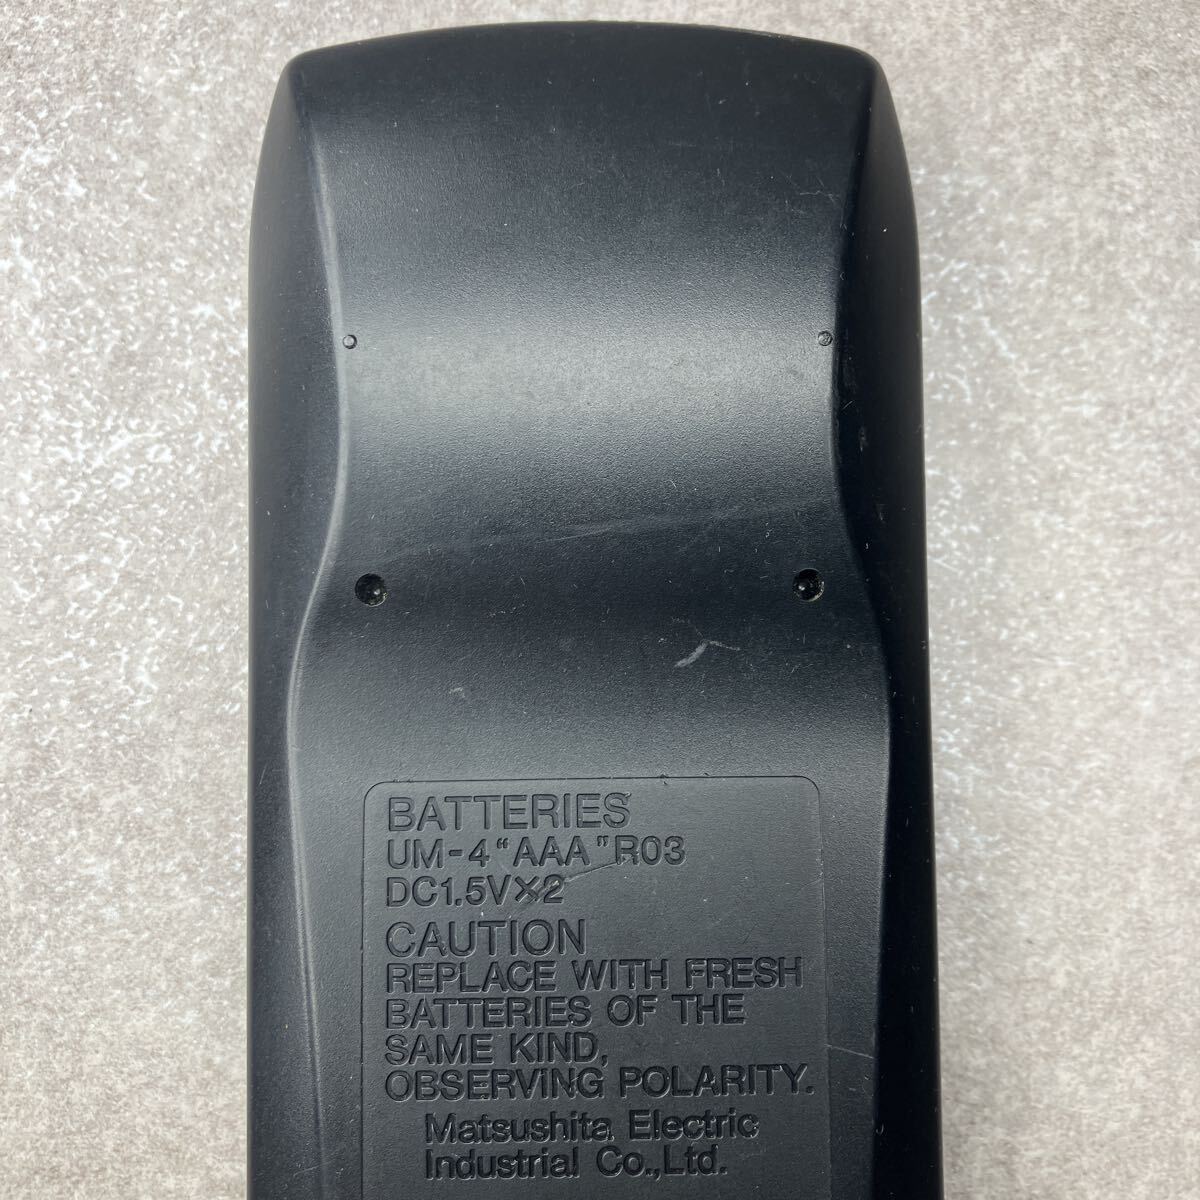 BATTERIES
UM-4 “AAA” R03
DC1.5V×2
CAUTION
REPLACE WITH FRESH
BATTERIES OF THE
SAME KIND,
OBSERVING POLARITY.
Matsushita Electric
Industrial Co.,Ltd.